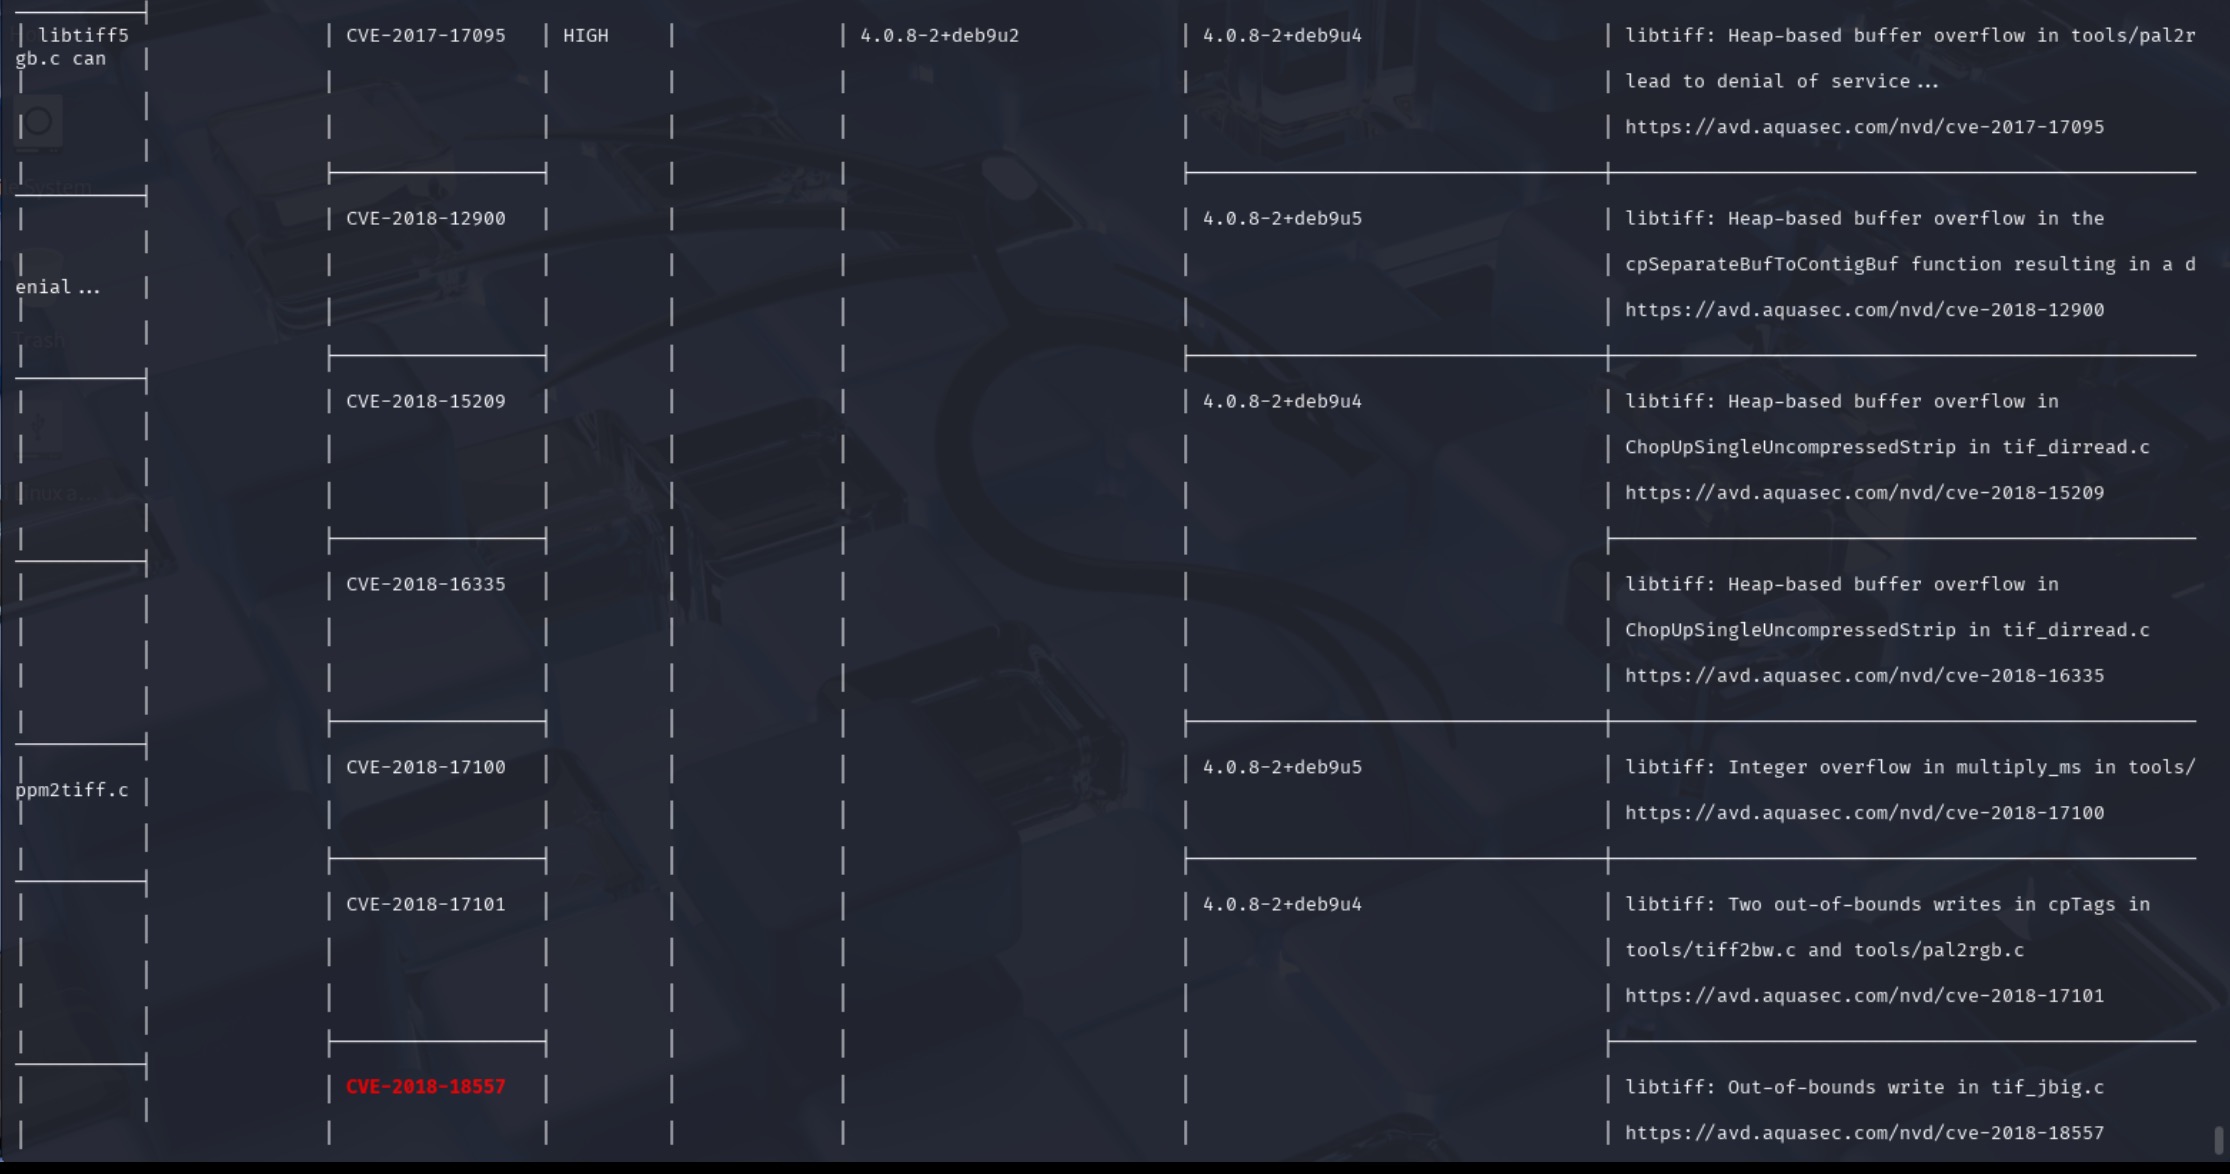 libtiff5 CVE-2017-17095 HIGH 4.0.8-2+deb9u2 4.0.8-2+deb9u4 libtiff: Heap-based buffer overflow in tools/pal2r
gb.c can
lead to denial of service...
https://avd.aquasec.com/nvd/cve-2017-17095
CVE-2018-12900 4.0.8-2+deb9u5 libtiff: Heap-based buffer overflow in the
cpSeparateBufToContigBuf function resulting in a d
enial...
https://avd.aquasec.com/nvd/cve-2018-12900
Trash
CVE-2018-15209 4.0.8-2+deb9u4 libtiff: Heap-based buffer overflow in
ChopUpSingleUncompressedStrip in tif_dirread.c
https://avd.aquasec.com/nvd/cve-2018-15209
CVE-2018-16335 libtiff: Heap-based buffer overflow in
ChopUpSingleUncompressedStrip in tif_dirread.c
https://avd.aquasec.com/nvd/cve-2018-16335
CVE-2018-17100 4.0.8-2+deb9u5 libtiff: Integer overflow in multiply_ms in tools/
ppm2tiff.c
https://avd.aquasec.com/nvd/cve-2018-17100
CVE-2018-17101 4.0.8-2+deb9u4 libtiff: Two out-of-bounds writes in cpTags in
tools/tiff2bw.c and tools/pal2rgb.c
https://avd.aquasec.com/nvd/cve-2018-17101
CVE-2018-18557 libtiff: Out-of-bounds write in tif_jbig.c
https://avd.aquasec.com/nvd/cve-2018-18557